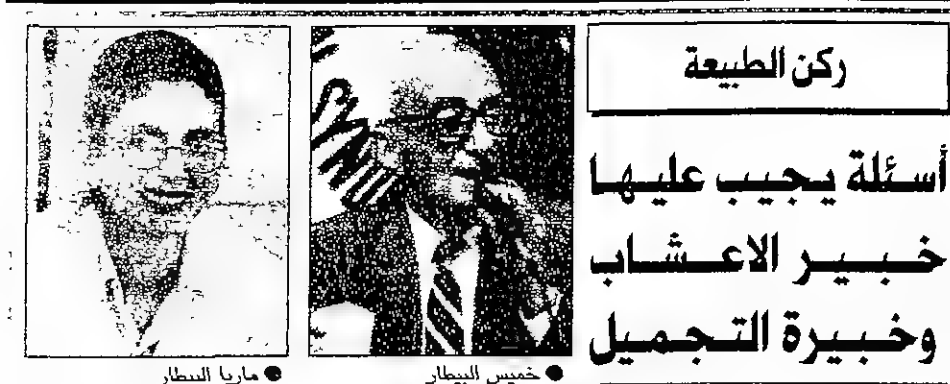 ركن الطبيعة
أسئلة يجيب عليها
خبير الاعشاب
وخبيرة التجميل
● خميس البيطار
● ماريا البيطار